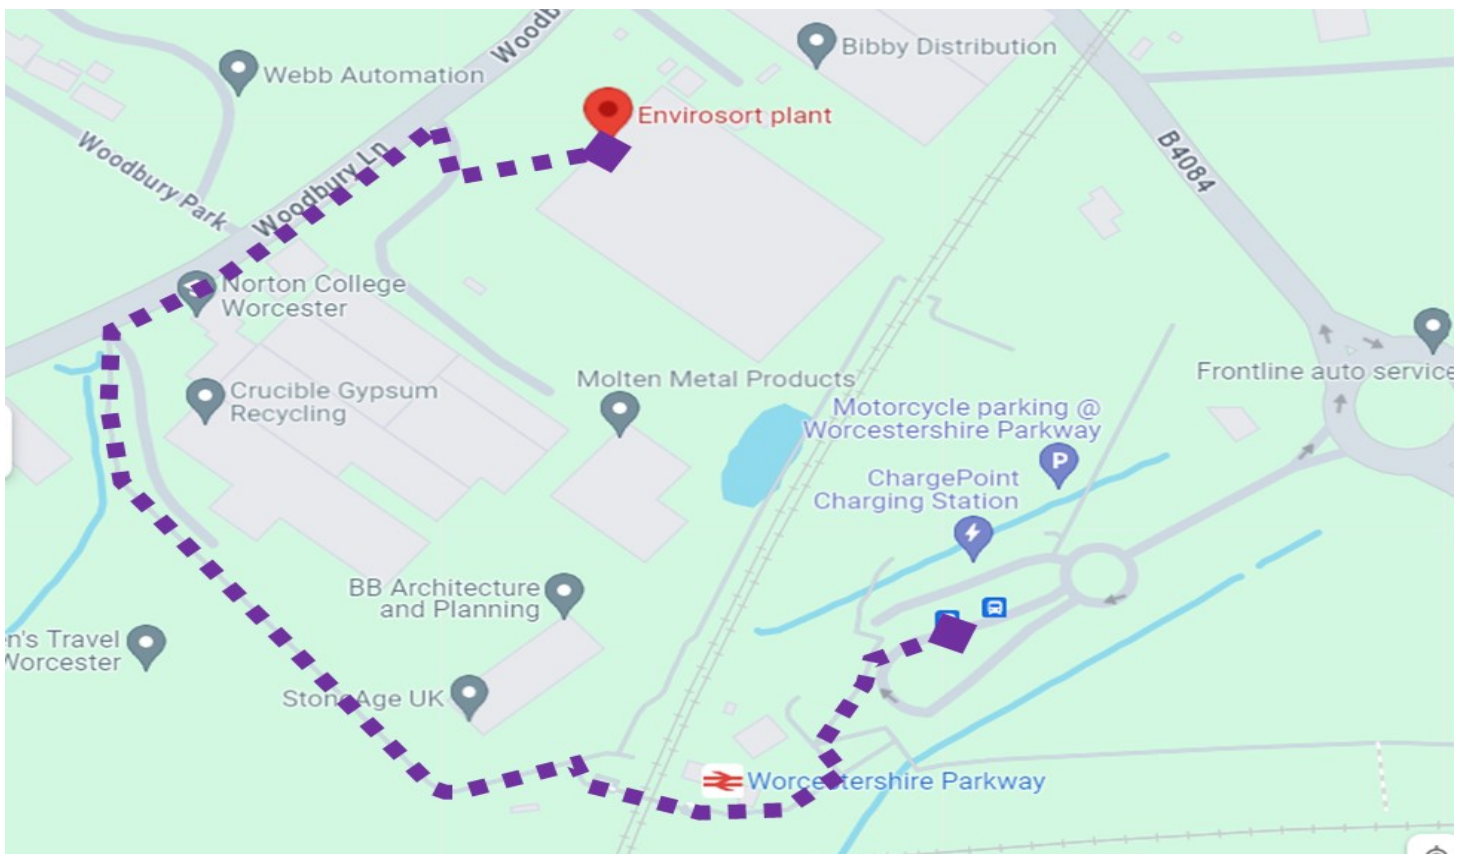 Woodb
Bibby Distribution
Webb Automation
Envirosort plant
Woodbury Park
Woodbury Ln
B4084
Norton College
Worcester
Frontline auto service
Crucible Gypsum
Recycling
Molten Metal Products
Motorcycle parking @
Worcestershire Parkway
P
ChargePoint
Charging Station
BB Architecture
and Planning
n's Travel
Worcester
StoneAge UK
Worcestershire Parkway